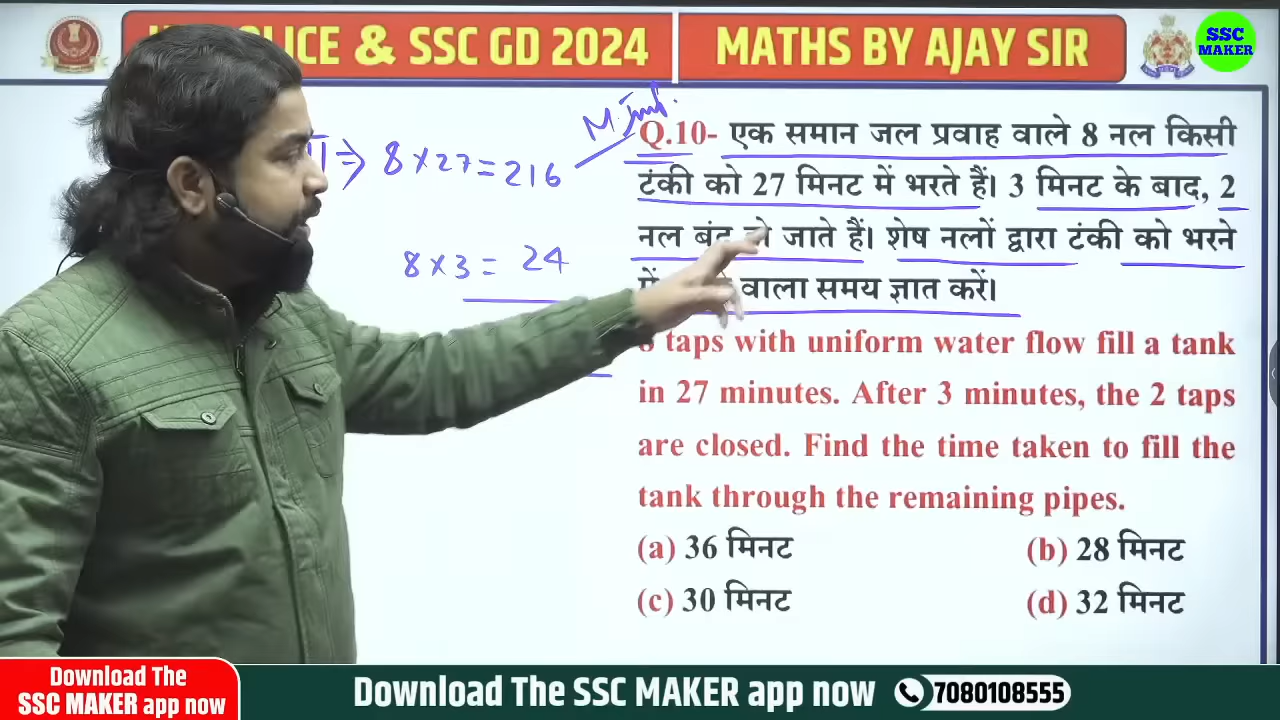 POLICE & SSC GD 2024
MATHS BY AJAY SIR
SSC
MAKER
8 × 27 = 216
8 × 3 = 24
Q.10- एक समान जल प्रवाह वाले 8 नल किसी
टंकी को 27 मिनट में भरते हैं। 3 मिनट के बाद, 2
नल बंद हो जाते हैं। शेष नलों द्वारा टंकी को भरने
वाला समय ज्ञात करें।
taps with uniform water flow fill a tank
in 27 minutes. After 3 minutes, the 2 taps
are closed. Find the time taken to fill the
tank through the remaining pipes.
(a) 36 मिनट (b) 28 मिनट
(c) 30 मिनट (d) 32 मिनट
Download The
SSC MAKER app now
Download The SSC MAKER app now 7080108555